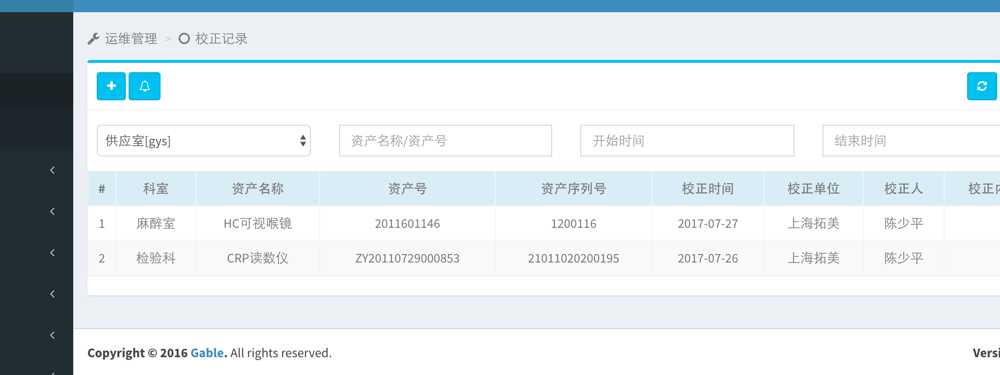 运维管理 > 校正记录
供应室[gys] 资产名称/资产号 开始时间 结束时间
# 科室 资产名称 资产号 资产序列号 校正时间 校正单位 校正人 校正
1 麻醉室 HC可视喉镜 2011601146 1200116 2017-07-27 上海拓美 陈少平
2 检验科 CRP读数仪 ZY20110729000853 21011020200195 2017-07-26 上海拓美 陈少平
Copyright © 2016 Gable. All rights reserved. Versi